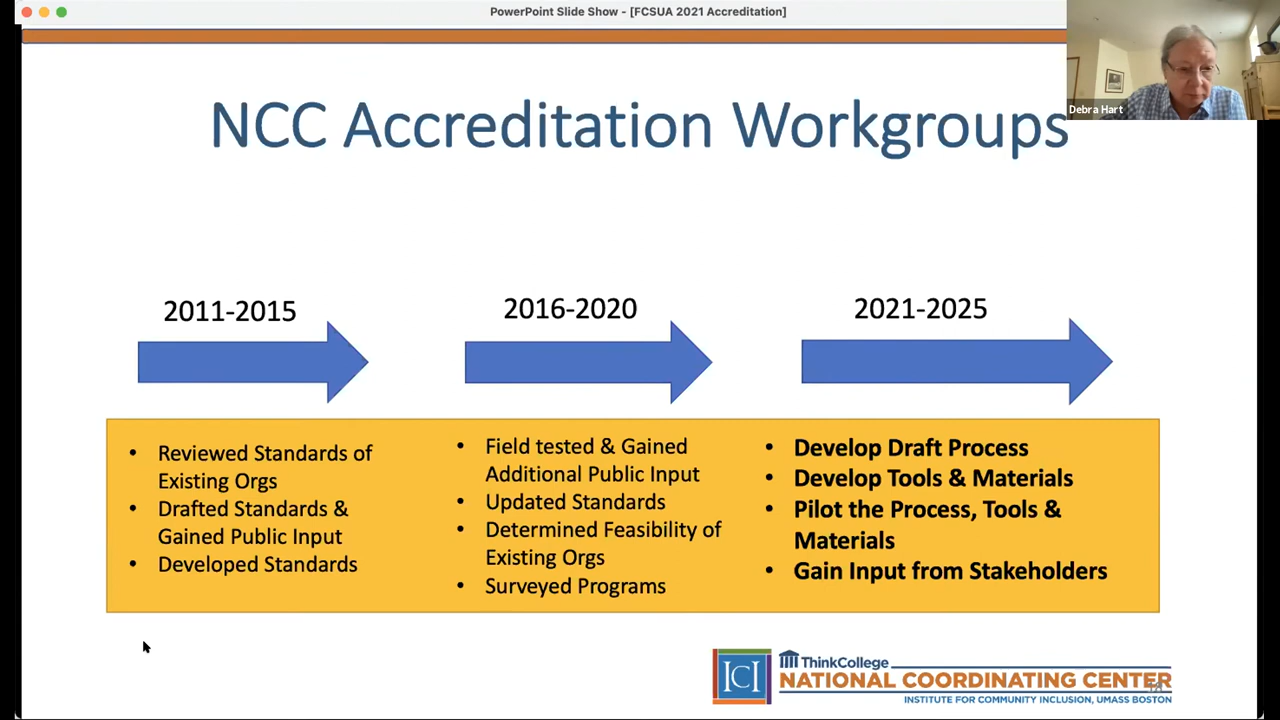 PowerPoint Slide Show - [FCSUA 2021 Accreditation]
Debra Hart
NCC Accreditation Workgroups
2011-2015
2016-2020
2021-2025
• Reviewed Standards of
Existing Orgs
• Drafted Standards &
Gained Public Input
• Developed Standards
• Field tested & Gained
Additional Public Input
• Updated Standards
• Determined Feasibility of
Existing Orgs
• Surveyed Programs
• Develop Draft Process
• Develop Tools & Materials
• Pilot the Process, Tools &
Materials
• Gain Input from Stakeholders
ICI
ThinkCollege
NATIONAL COORDINATING CENTER
INSTITUTE FOR COMMUNITY INCLUSION, UMASS BOSTON